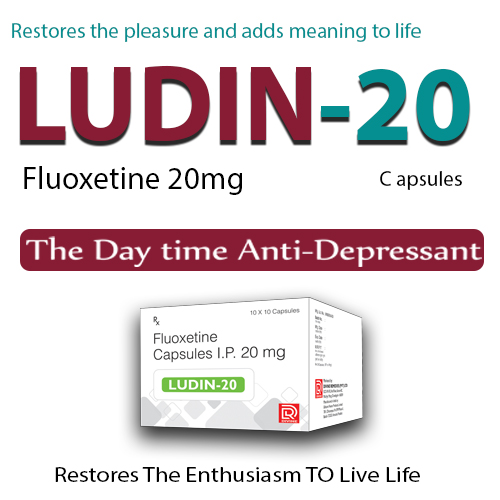 Restores the pleasure and adds meaning to life
LUDIN-20
Fluoxetine 20mg
C apsules
The Day time Anti-Depressant
10 X 10 Capsules
Rx
Fluoxetine
Capsules I.P. 20 mg
LUDIN-20
Restores The Enthusiasm TO Live Life